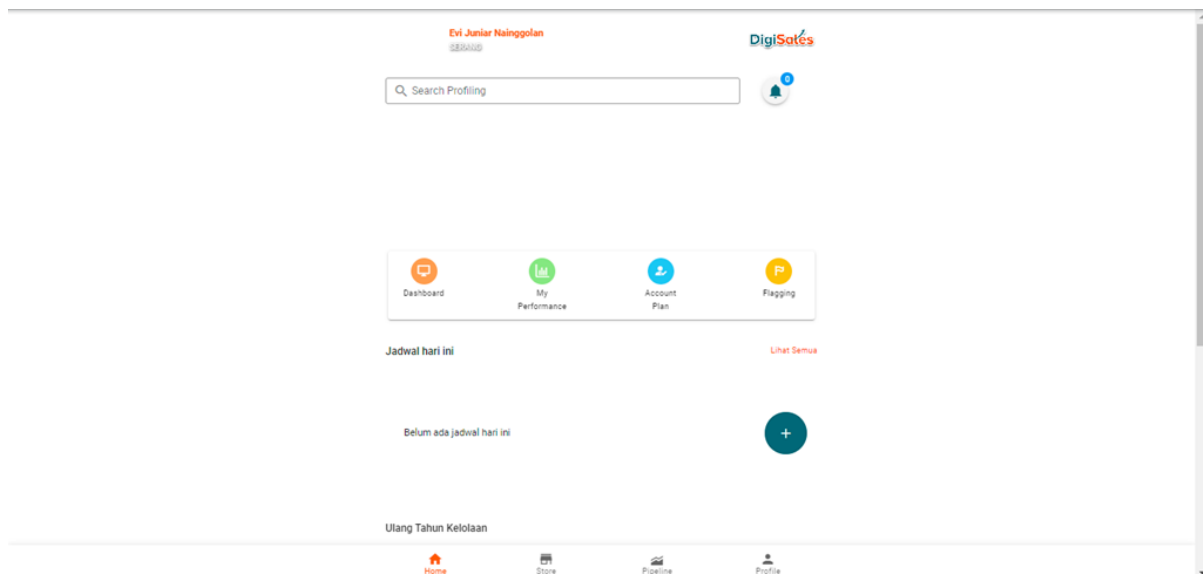 Evi Juniar Nainggolan
SERANG
DigiSales
Search Profiling
0
Dashboard
My
Performance
Account
Plan
Flagging
Jadwal hari ini
Lihat Semua
Belum ada jadwal hari ini
Ulang Tahun Kelolaan
Home
Store
Pipeline
Profile